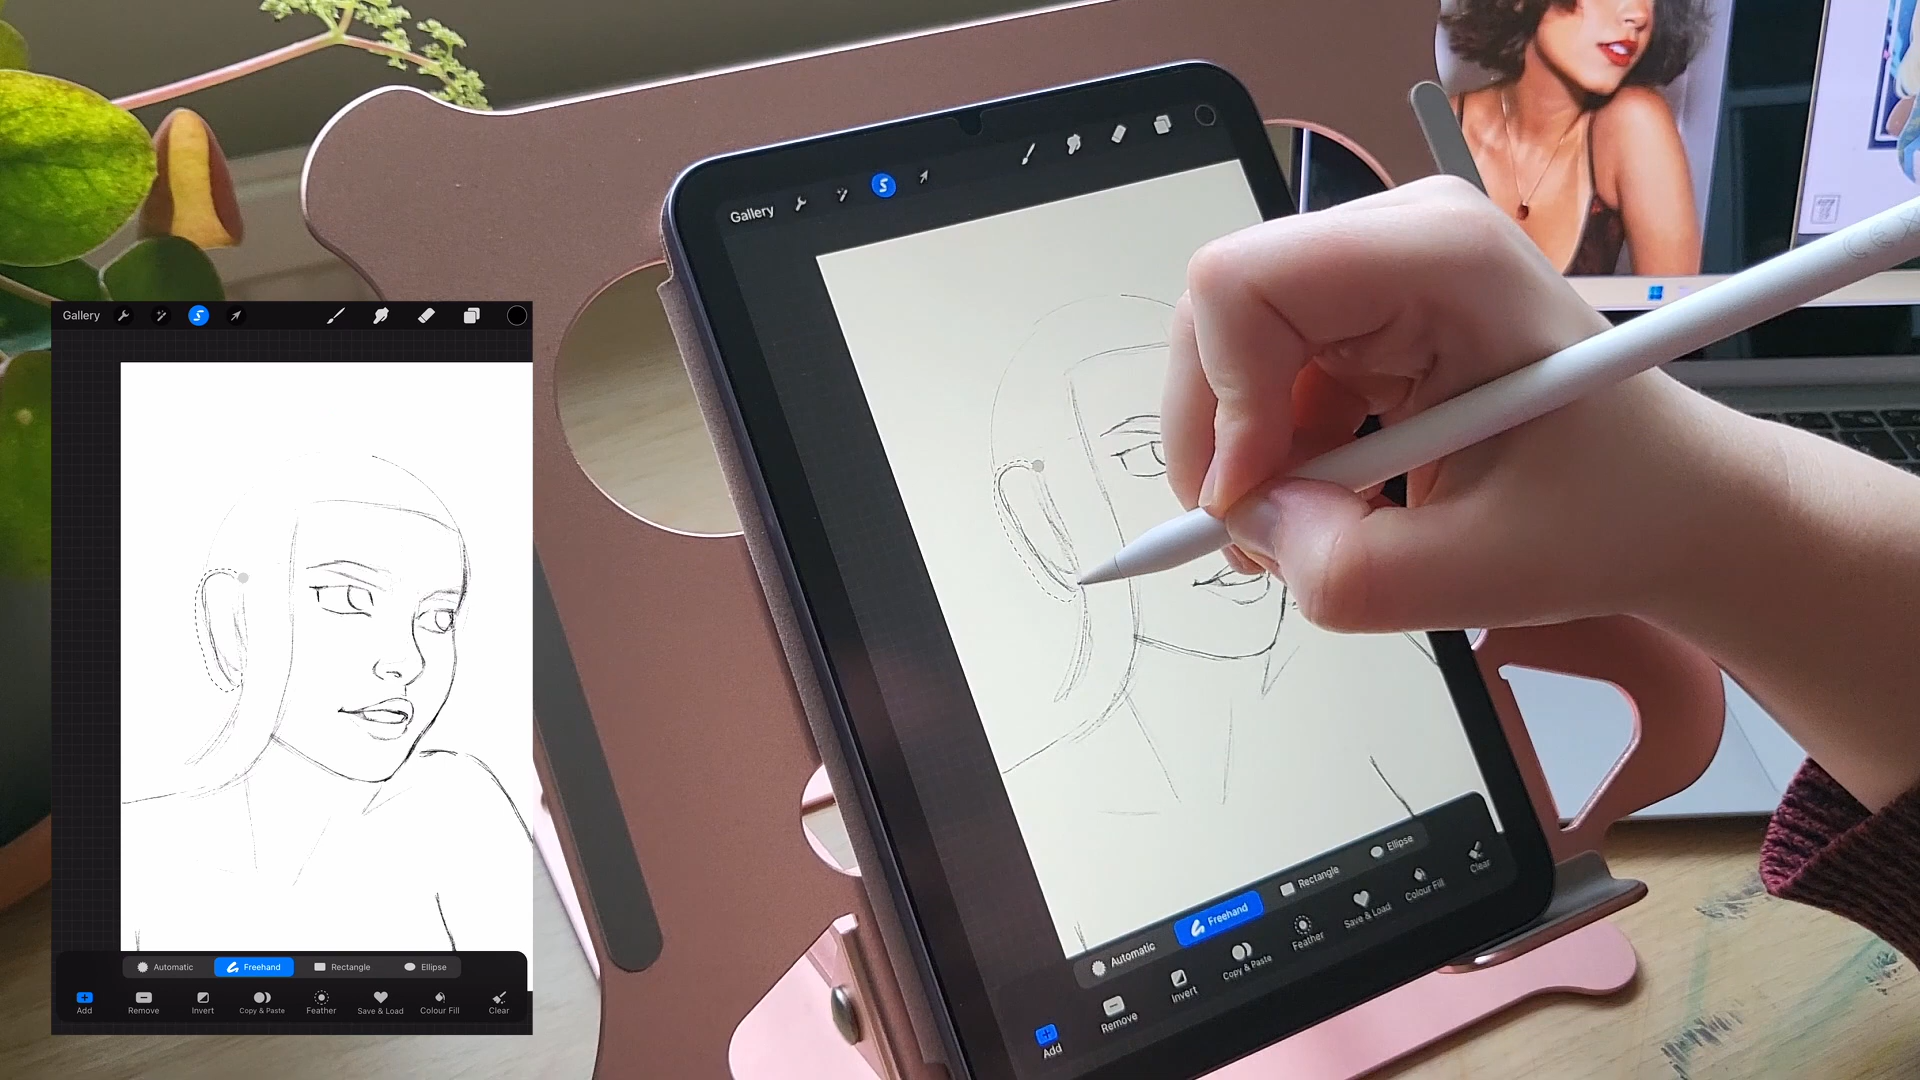 Gallery
Automatic Freehand Rectangle Ellipse
Add Remove Invert Copy & Paste Feather Save & Load Colour Fill Clear
Gallery
Automatic Freehand Rectangle Ellipse
Add Remove Invert Copy & Paste Feather Save & Load Colour Fill Clear